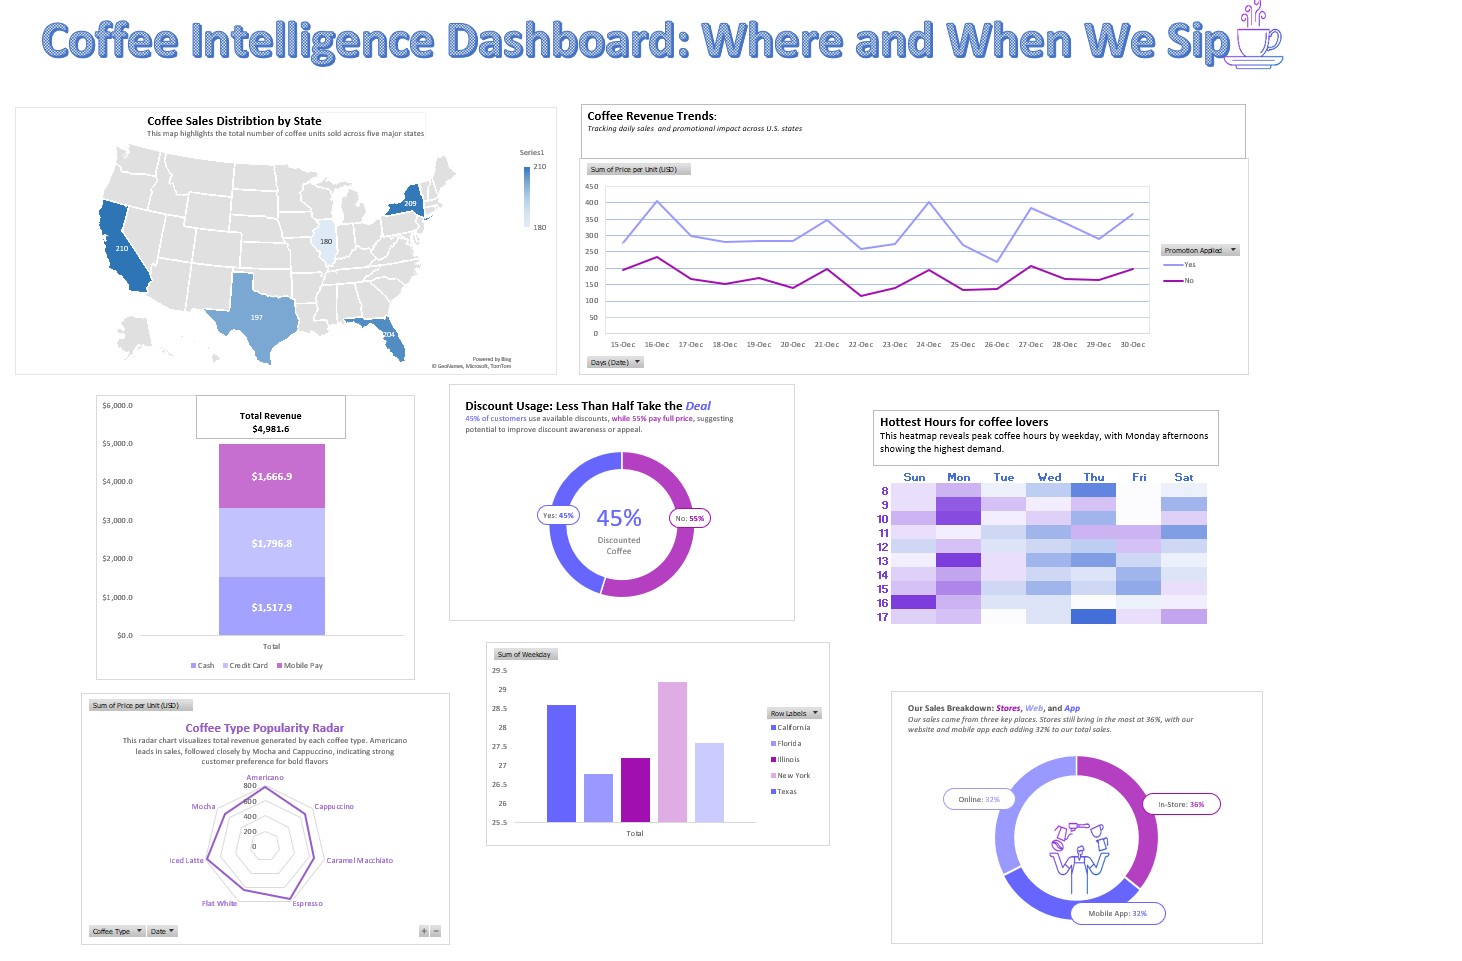 Coffee Intelligence Dashboard: Where and When We Sip
Coffee Sales Distribtion by State
This map highlights the total number of coffee units sold across five major states
Series1
210
180
209
210
180
197
204
Powered by Bing
© GeoNames, Microsoft, TomTom
Coffee Revenue Trends:
Tracking daily sales and promotional impact across U.S. states
Sum of Price per Unit (USD)
450
400
350
300
250
200
150
100
50
0
15-Dec 16-Dec 17-Dec 18-Dec 19-Dec 20-Dec 21-Dec 22-Dec 23-Dec 24-Dec 25-Dec 26-Dec 27-Dec 28-Dec 29-Dec 30-Dec
Promotion Applied
Yes
No
Days (Date)
$6,000.0
$5,000.0
$4,000.0
$3,000.0
$2,000.0
$1,000.0
$0.0
Total Revenue
$4,981.6
$1,666.9
$1,796.8
$1,517.9
Total
Cash Credit Card Mobile Pay
Discount Usage: Less Than Half Take the Deal
45% of customers use available discounts, while 55% pay full price, suggesting
potential to improve discount awareness or appeal.
Yes: 45%
No: 55%
45%
Discounted
Coffee
Hottest Hours for coffee lovers
This heatmap reveals peak coffee hours by weekday, with Monday afternoons
showing the highest demand.
Sun Mon Tue Wed Thu Fri Sat
8
9
10
11
12
13
14
15
16
17
Sum of Weekday
29.5
29
28.5
28
27.5
27
26.5
26
25.5
Total
Row Labels
California
Florida
Illinois
New York
Texas
Sum of Price per Unit (USD)
Coffee Type Popularity Radar
This radar chart visualizes total revenue generated by each coffee type. Americano
leads in sales, followed closely by Mocha and Cappuccino, indicating strong
customer preference for bold flavors
Americano
800
600
400
200
0
Mocha
Cappuccino
Iced Latte
Caramel Macchiato
Flat White
Espresso
Coffee Type
Date
Our Sales Breakdown: Stores, Web, and App
Our sales come from three key places. Stores still bring in the most at 36%, with our
website and mobile app each adding 32% to our total sales.
Online: 32%
In-Store: 36%
Mobile App: 32%